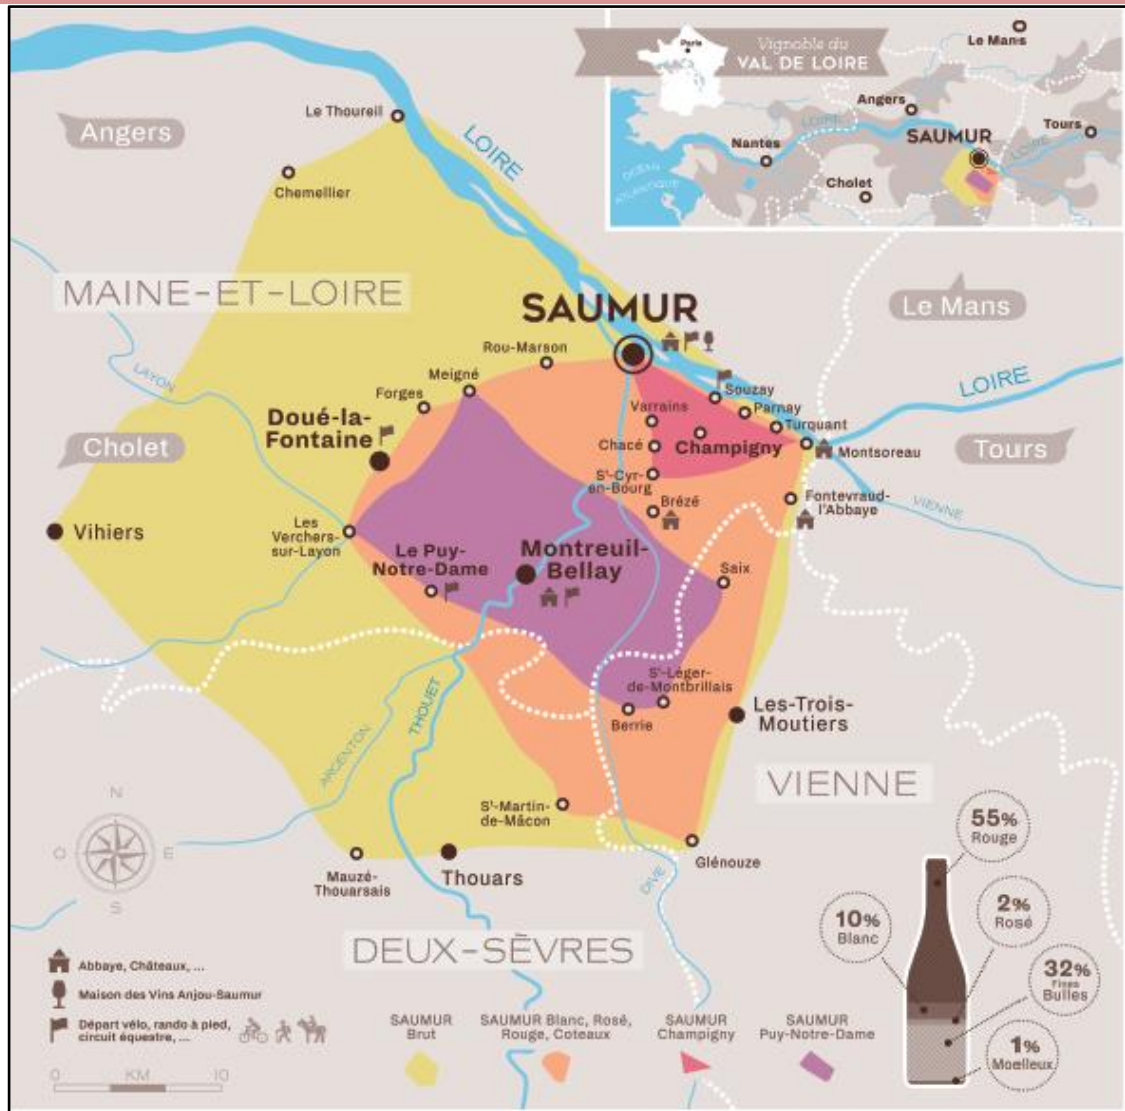 Vignoble du
VAL DE LOIRE
Paris
Le Mans
Angers
LOIRE
SAUMUR
Tours
LOIRE
Nantes
Cholet
OCÉAN
ATLANTIQUE
Le Thoureil
Angers
LOIRE
Chemellier
MAINE-ET-LOIRE
SAUMUR
Le Mans
Rou-Marson
Meigné
LAYON
Forges
Souzay
LOIRE
Doué-la-
Fontaine
Varrains
Parnay
Turquant
Cholet
Chacé
Champigny
Montsoreau
Tours
St-Cyr-
en-Bourg
Brézé
Fontevraud-
l'Abbaye
VIENNE
Vihiers
Les
Verchers-
sur-Layon
Le Puy-
Notre-Dame
Montreuil-
Bellay
Saix
St-Léger-
de-Montbrillais
Berrie
Les-Trois-
Moutiers
THOUET
ARGENTON
VIENNE
St-Martin-
de-Mâcon
Glénouze
Mauzé-
Thouarsais
Thouars
DIVE
N
O
E
S
DEUX-SÈVRES
55%
Rouge
10%
Blanc
2%
Rosé
32%
Fines
Bulles
1%
Moelleux
Abbaye, Châteaux, ...
Maison des Vins Anjou-Saumur
Départ vélo, rando à pied,
circuit équestre, ...
0 KM 10
SAUMUR
Brut
SAUMUR Blanc, Rosé,
Rouge, Coteaux
SAUMUR
Champigny
SAUMUR
Puy-Notre-Dame